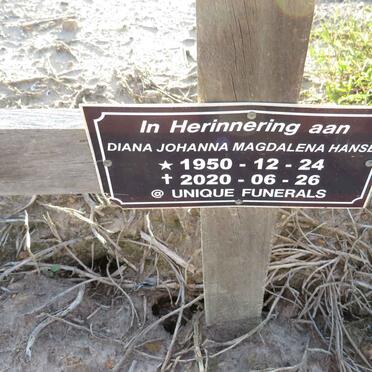 In Herinnering aan
DIANA JOHANNA MAGDALENA HANSE
★ 1950 - 12 - 24
✝ 2020 - 06 - 26
@ UNIQUE FUNERALS